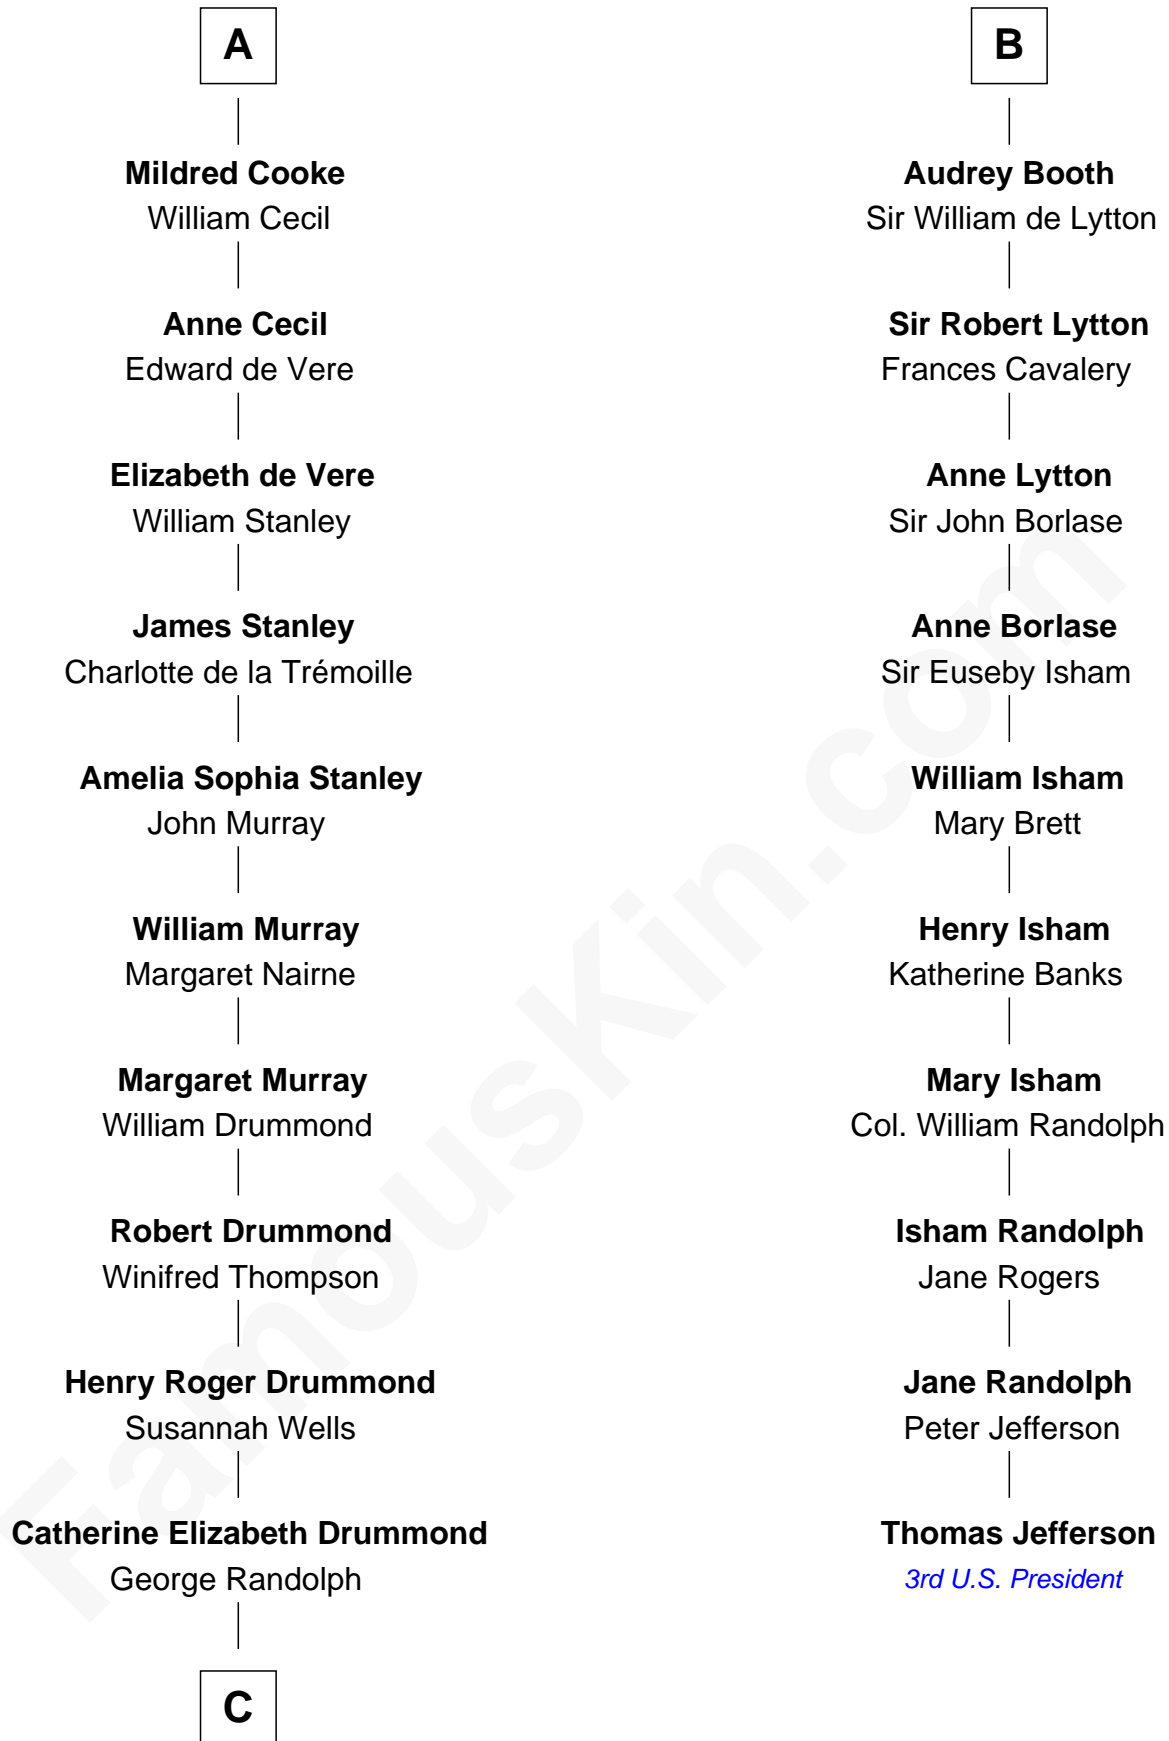 A
Mildred Cooke
William Cecil
Anne Cecil
Edward de Vere
Elizabeth de Vere
William Stanley
James Stanley
Charlotte de la Trémoille
Amelia Sophia Stanley
John Murray
William Murray
Margaret Nairne
Margaret Murray
William Drummond
Robert Drummond
Winifred Thompson
Henry Roger Drummond
Susannah Wells
Catherine Elizabeth Drummond
George Randolph
C
B
Audrey Booth
Sir William de Lytton
Sir Robert Lytton
Frances Cavalery
Anne Lytton
Sir John Borlase
Anne Borlase
Sir Euseby Isham
William Isham
Mary Brett
Henry Isham
Katherine Banks
Mary Isham
Col. William Randolph
Isham Randolph
Jane Rogers
Jane Randolph
Peter Jefferson
Thomas Jefferson
3rd U.S. President
FamousKin.com